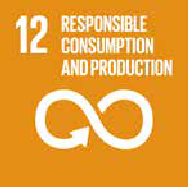 12 RESPONSIBLE
CONSUMPTION
AND PRODUCTION